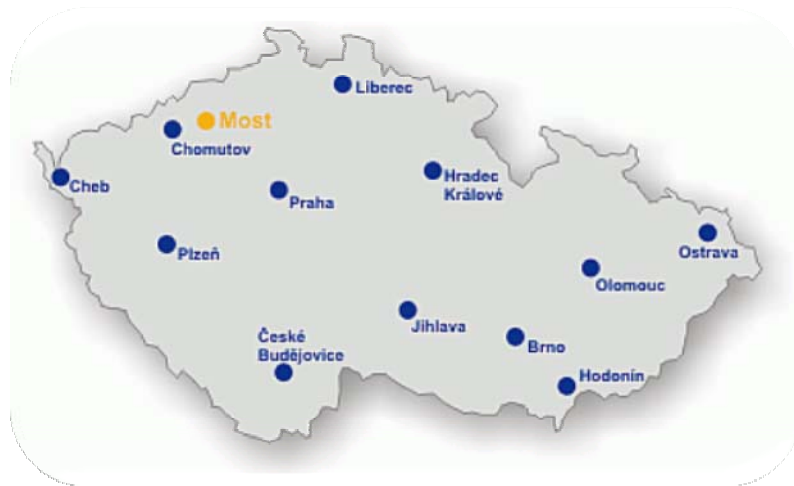 Liberec
Most
Chomutov
Hradec
Králové
Cheb
Praha
Ostrava
Plzeň
Olomouc
Jihlava
České
Budějovice
Brno
Hodonín